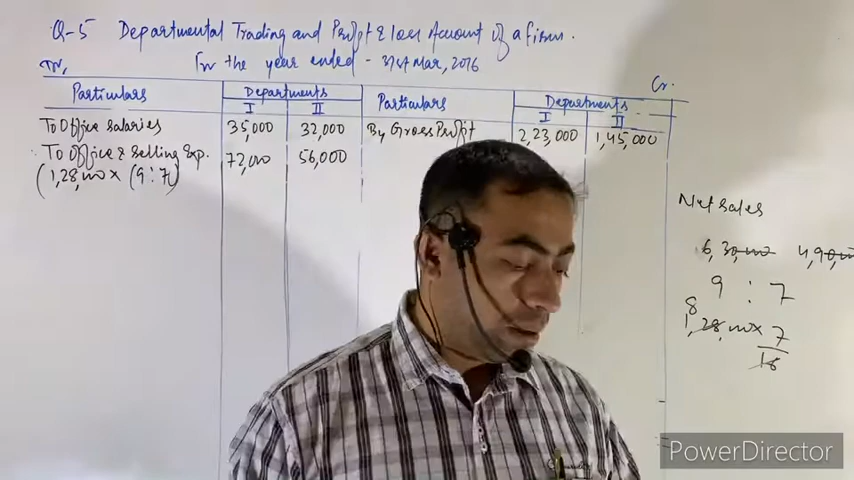 Q-5 Departmental Trading and Profit & loss Account of a firm.
Dr. For the year ended - 31st Mar, 2016
Cr.
Particulars Departments Particulars Departments
I II I II
To Office salaries 35,000 32,000 By Gross Profit 2,23,000 1,45,000
To Office & Selling Exp. 72,000 56,000
(1,28,000 x (9:7)
Net sales
6,30,000 4,90,000
9 : 7
8
1,28,000 x 7
16
PowerDirector